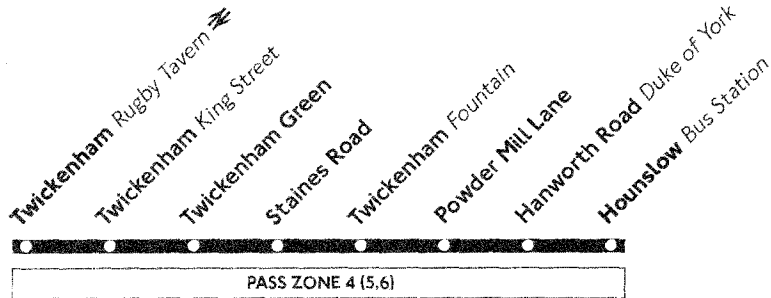 Twickenham Rugby Tavern
Twickenham King Street
Twickenham Green
Staines Road
Twickenham Fountain
Powder Mill Lane
Hanworth Road Duke of York
Hounslow Bus Station
PASS ZONE 4 (5,6)